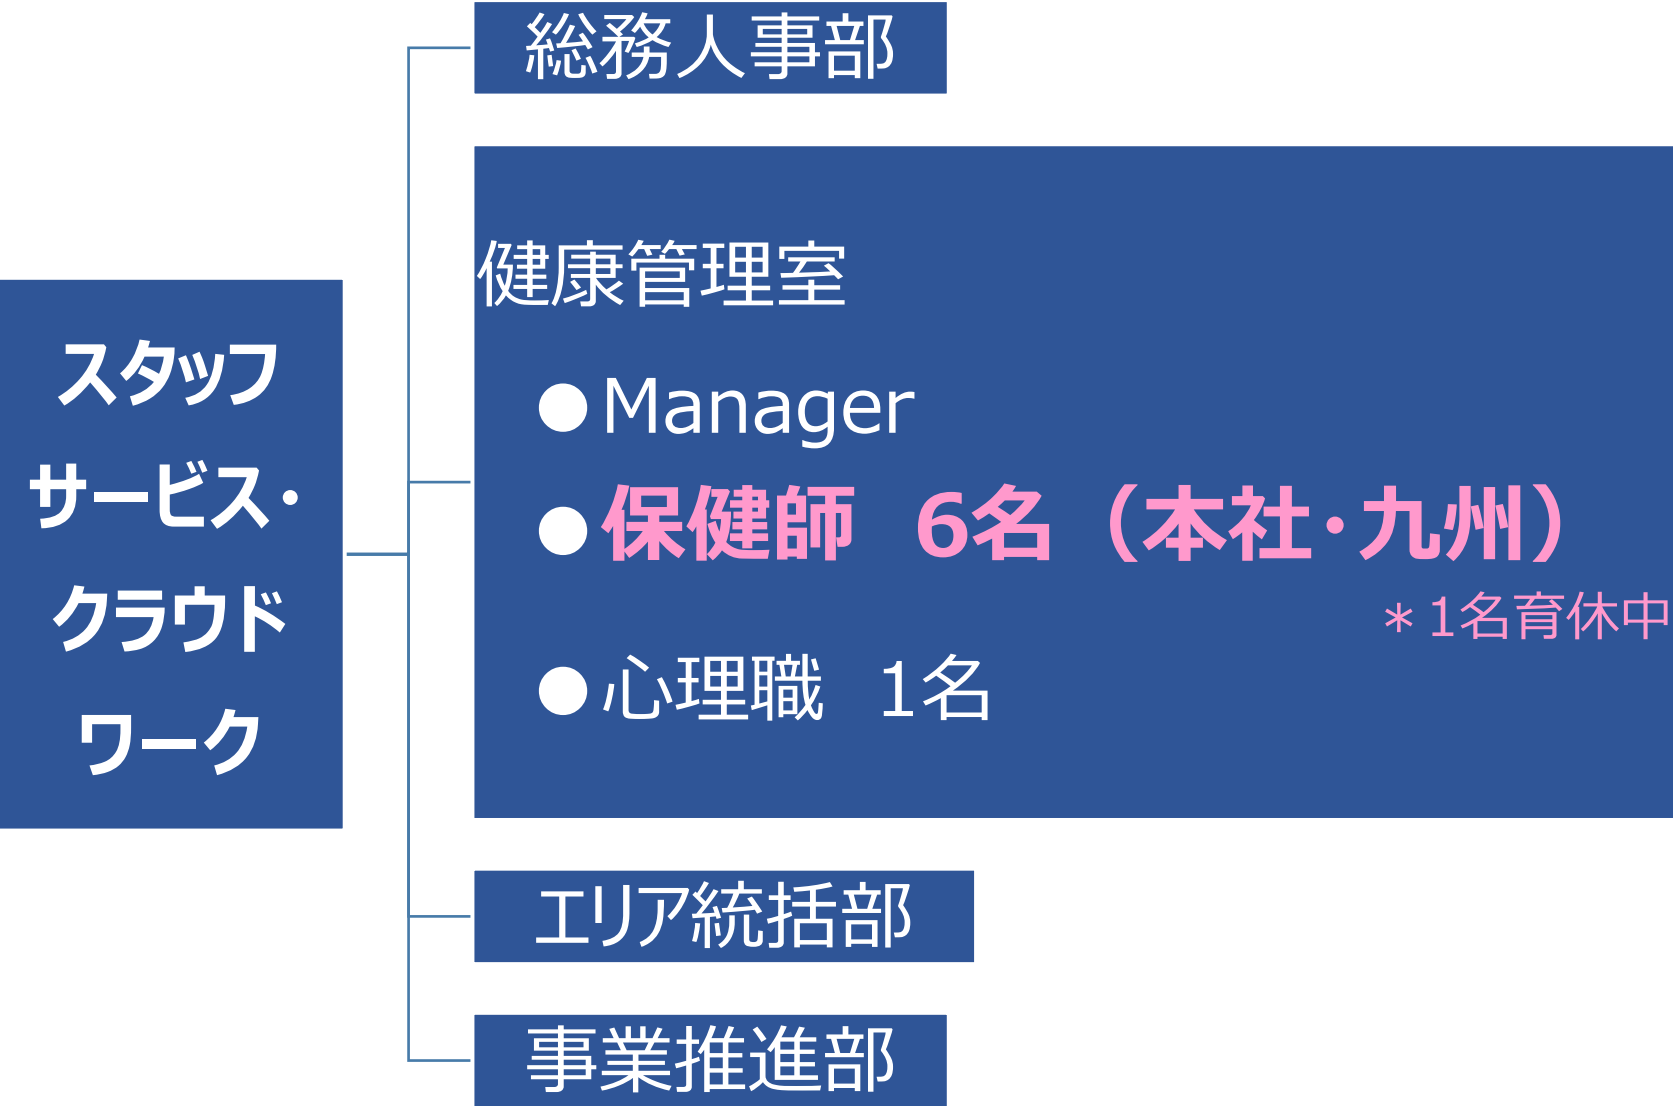 スタッフ
サービス・
クラウド
ワーク
総務人事部
健康管理室
●Manager
●保健師　6名（本社・九州）
＊1名育休中
●心理職　1名
エリア統括部
事業推進部